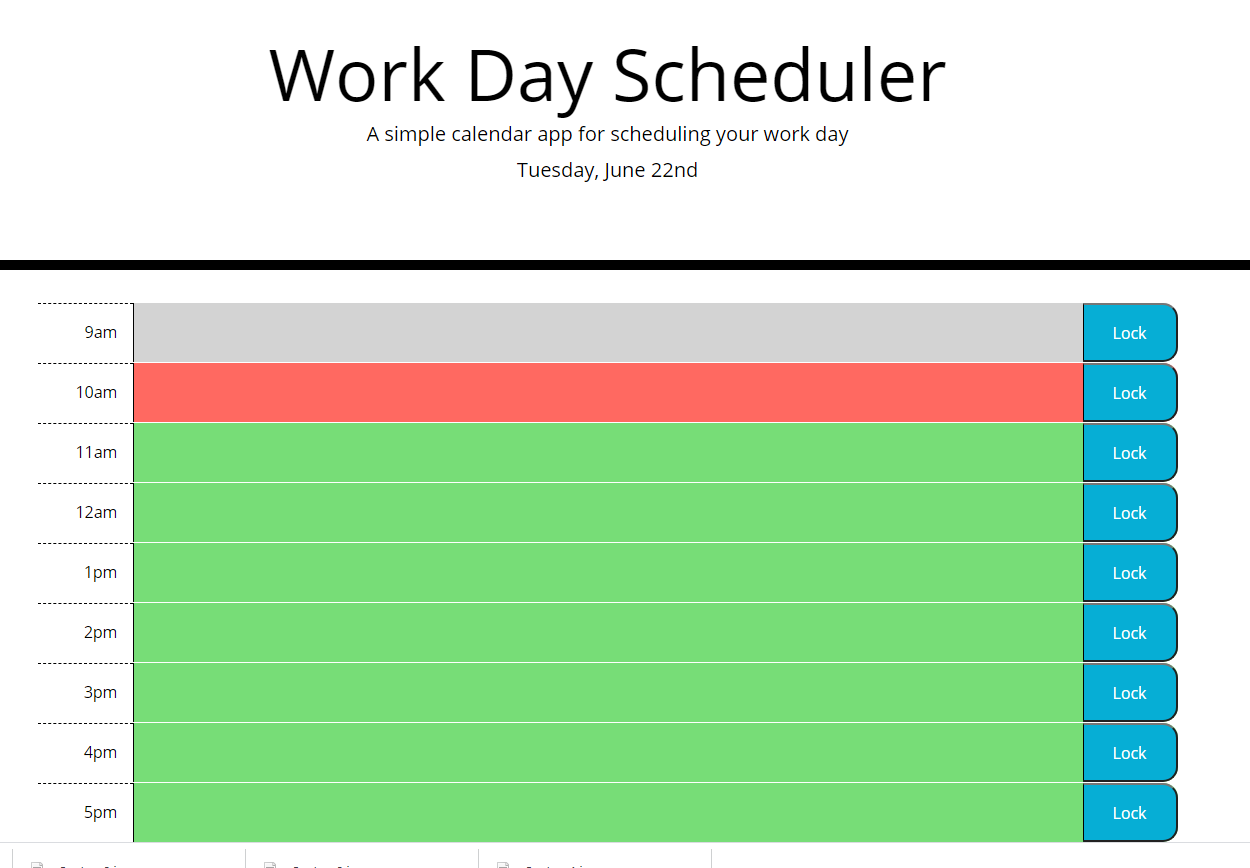 Work Day Scheduler
A simple calendar app for scheduling your work day
Tuesday, June 22nd
9am Lock
10am Lock
11am Lock
12am Lock
1pm Lock
2pm Lock
3pm Lock
4pm Lock
5pm Lock